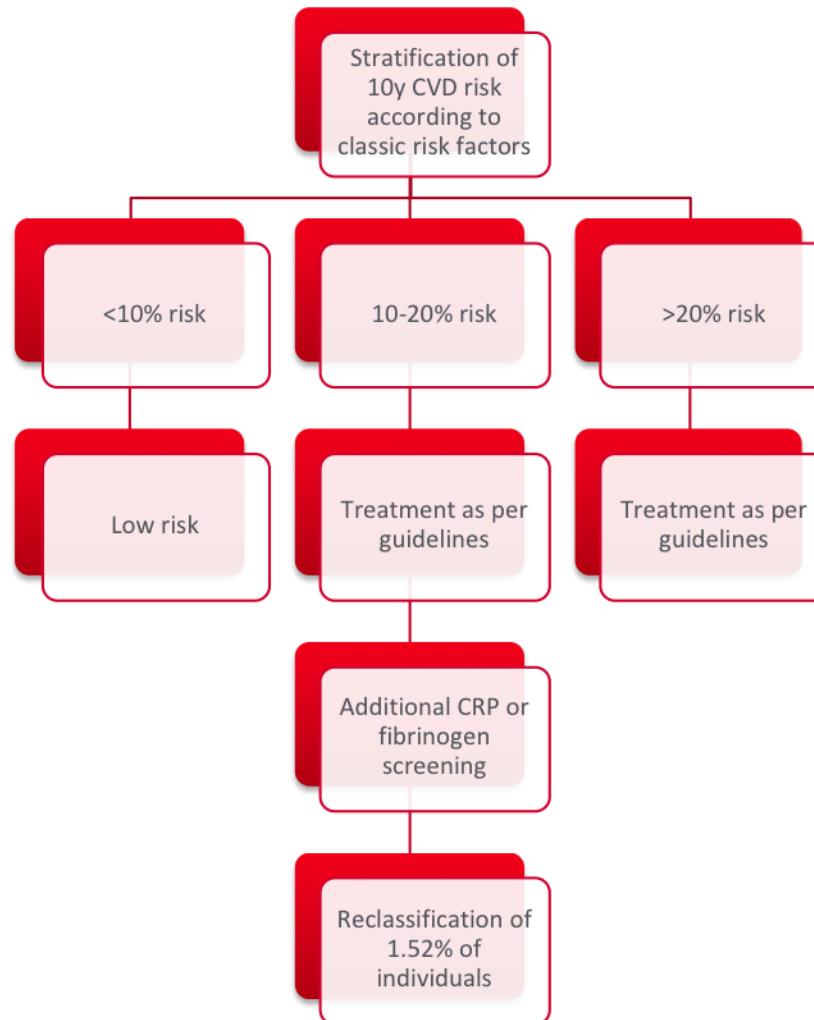 Stratification of
10y CVD risk
according to
classic risk factors
<10% risk
10-20% risk
>20% risk
Low risk
Treatment as per
guidelines
Treatment as per
guidelines
Additional CRP or
fibrinogen
screening
Reclassification of
1.52% of
individuals